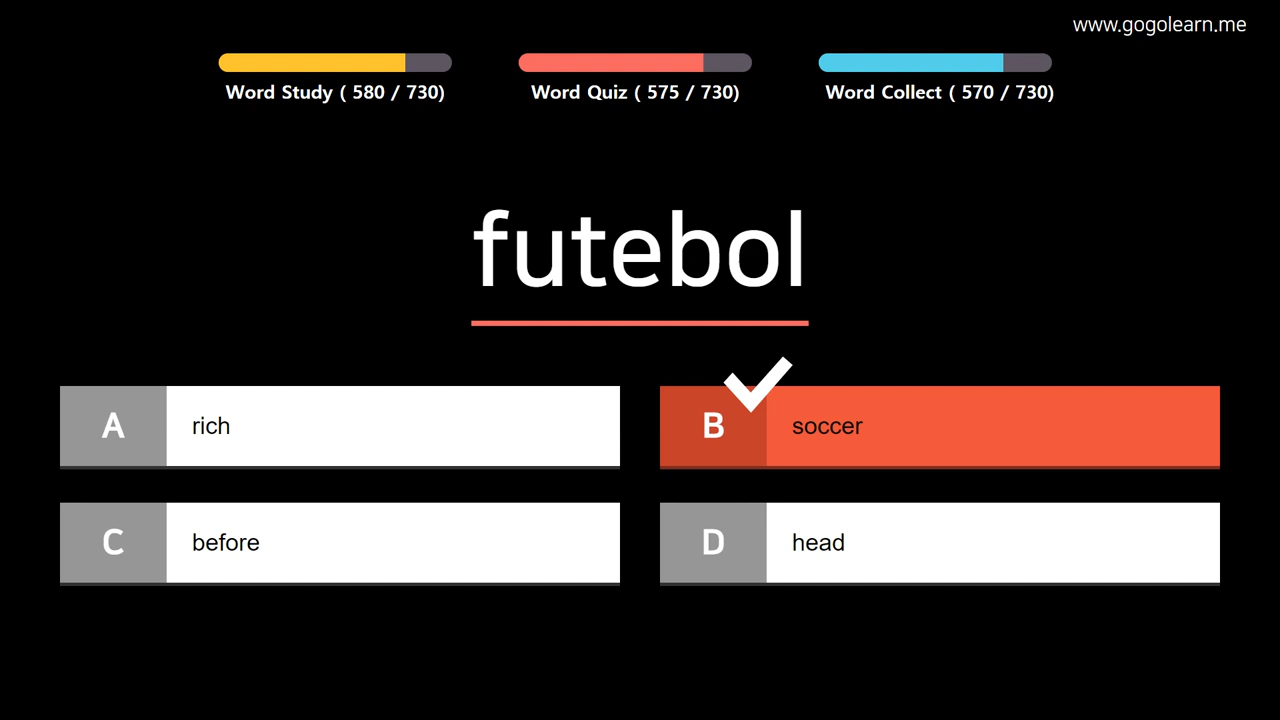 www.gogolearn.me
Word Study ( 580 / 730)
Word Quiz ( 575 / 730)
Word Collect ( 570 / 730)
futebol
A rich
B soccer
C before
D head